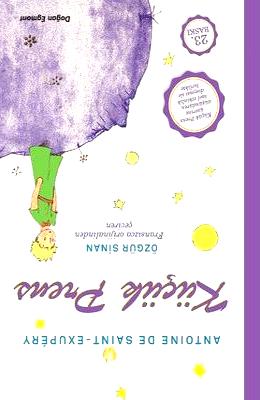 ANTOINE DE SAINT-EXUPÉRY
Küçük Prens
ÖZGÜR SİNAN
Fransızca orijinalinden
çeviren
23.
BASKI
Doğan Egmont